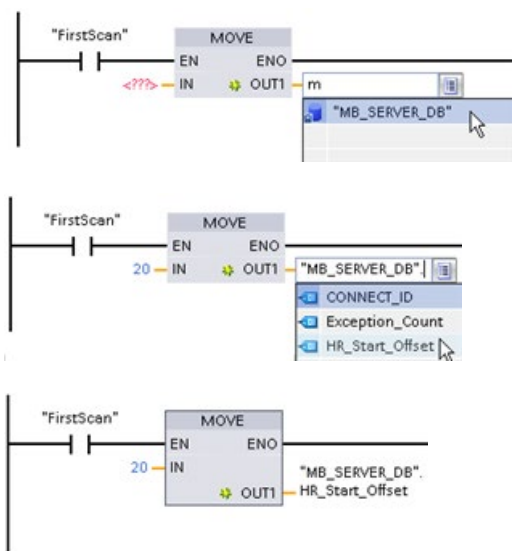 "FirstScan"
MOVE
EN ENO
<???> IN OUT1 m
"MB_SERVER_DB"
"FirstScan"
MOVE
EN ENO
20 IN OUT1 "MB_SERVER_DB".
CONNECT_ID
Exception_Count
HR_Start_Offset
"FirstScan"
MOVE
EN ENO
20 IN
"MB_SERVER_DB".
OUT1 HR_Start_Offset